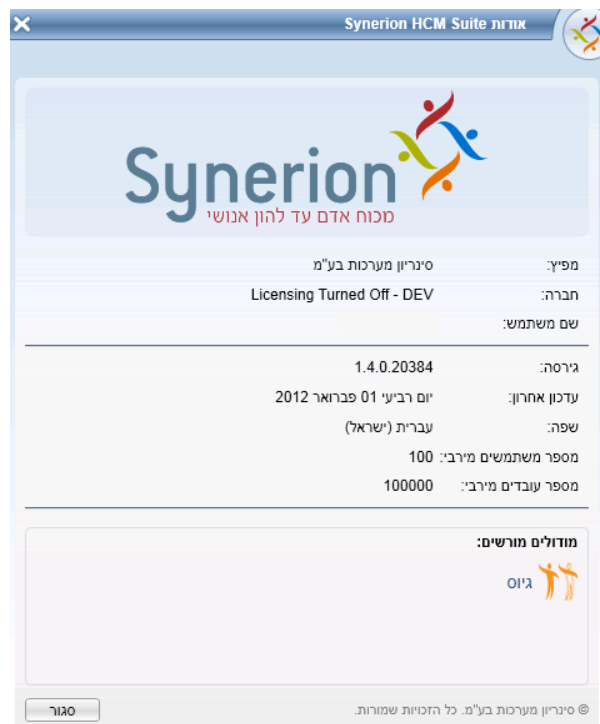 אודות Synerion HCM Suite
Synerion
מכוח אדם עד להון אנושי
מפיץ: סינריון מערכות בע"מ
חברה: Licensing Turned Off - DEV
שם משתמש:
גירסה: 1.4.0.20384
עדכון אחרון: יום רביעי 01 פברואר 2012
שפה: עברית (ישראל)
מספר משתמשים מירבי: 100
מספר עובדים מירבי: 100000
מודולים מורשים:
גיוס
© סינריון מערכות בע"מ. כל הזכויות שמורות.
סגור